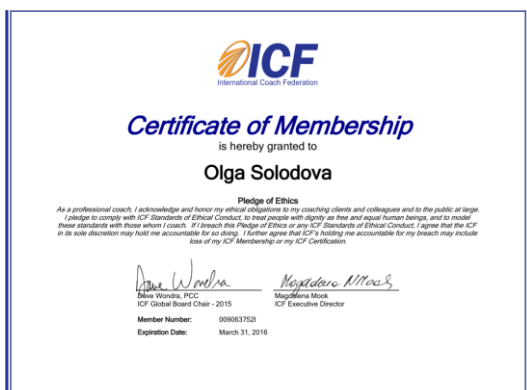 ICF
International Coach Federation
Certificate of Membership
is hereby granted to
Olga Solodova
Pledge of Ethics
As a professional coach, I acknowledge and honor my ethical obligations to my coaching clients and colleagues and to the public at large.
I pledge to comply with ICF Standards of Ethical Conduct, to treat people with dignity as free and equal human beings, and to model
these standards with those whom I coach. If I breach this Pledge of Ethics or any ICF Standards of Ethical Conduct, I agree that the ICF
in its sole discretion may hold me accountable for so doing. I further agree that ICF's holding me accountable for my breach may include
loss of my ICF Membership or my ICF Certification.
Dave Wondra Magdalena N Mook
Dave Wondra, PCC Magdalena Mook
ICF Global Board Chair - 2015 ICF Executive Director
Member Number: 009063752I
Expiration Date: March 31, 2016